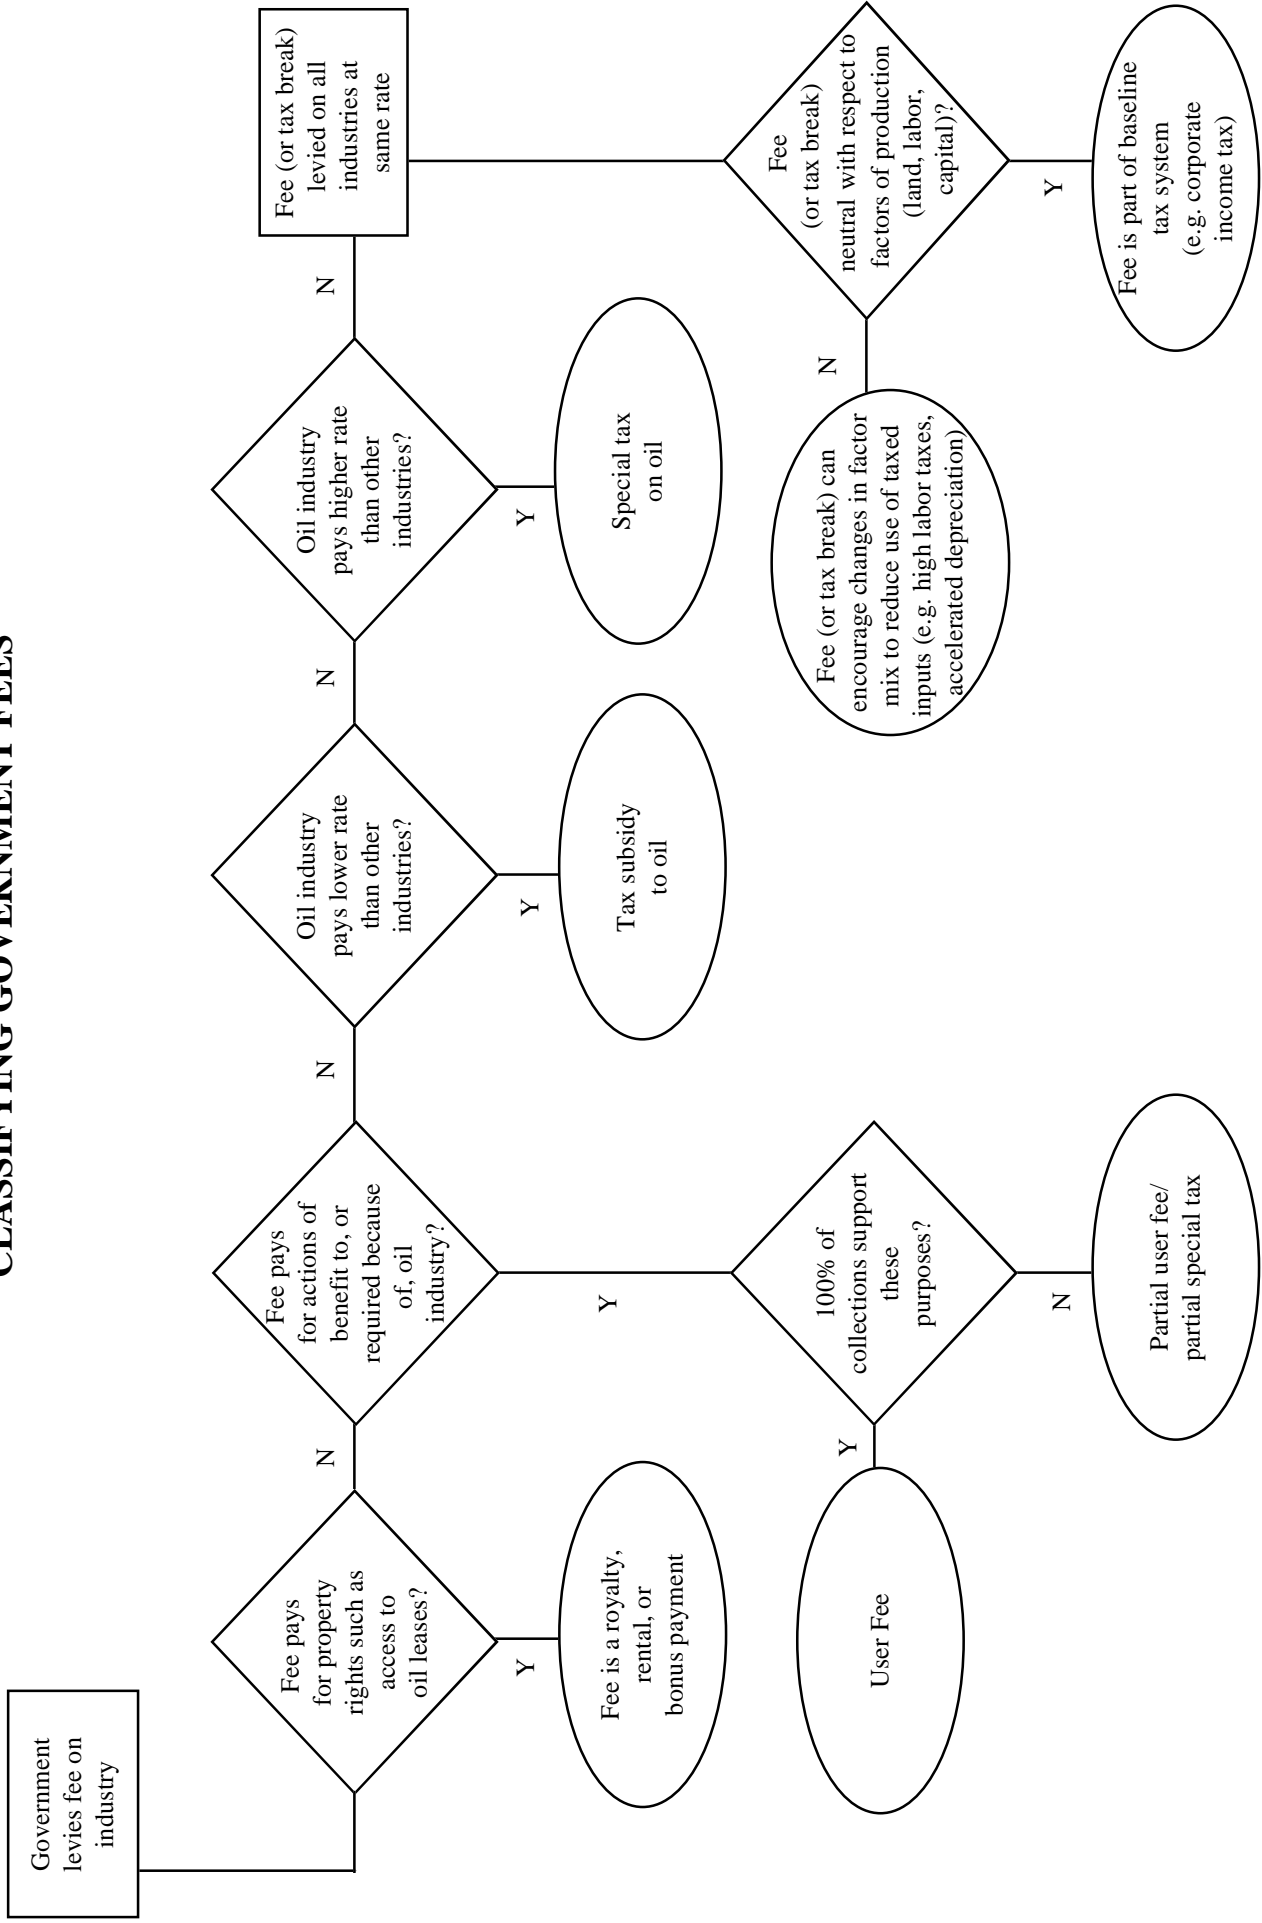 CLASSIFYING GOVERNMENT FEES
Government
levies fee on
industry
Fee pays
for property
rights such as
access to
oil leases?
N
Fee pays
for actions of
benefit to, or
required because
of, oil
industry?
N
Oil industry
pays lower rate
than other
industries?
N
Oil industry
pays higher rate
than other
industries?
N
Fee (or tax break)
levied on all
industries at
same rate
Y
Fee is a royalty,
rental, or
bonus payment
Y
Y
Tax subsidy
to oil
Y
Special tax
on oil
User Fee
Y
100% of
collections support
these
purposes?
N
Partial user fee/
partial special tax
Fee (or tax break) can
encourage changes in factor
mix to reduce use of taxed
inputs (e.g. high labor taxes,
accelerated depreciation)
N
Fee
(or tax break)
neutral with respect to
factors of production
(land, labor,
capital)?
Y
Fee is part of baseline
tax system
(e.g. corporate
income tax)